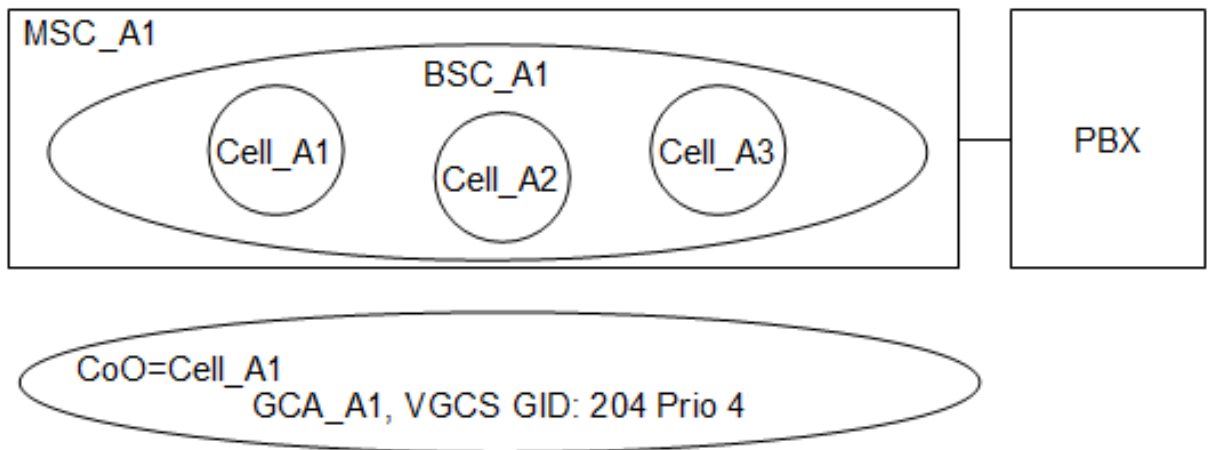 MSC_A1
BSC_A1
Cell_A1
Cell_A2
Cell_A3
PBX
CoO=Cell_A1
GCA_A1, VGCS GID: 204 Prio 4